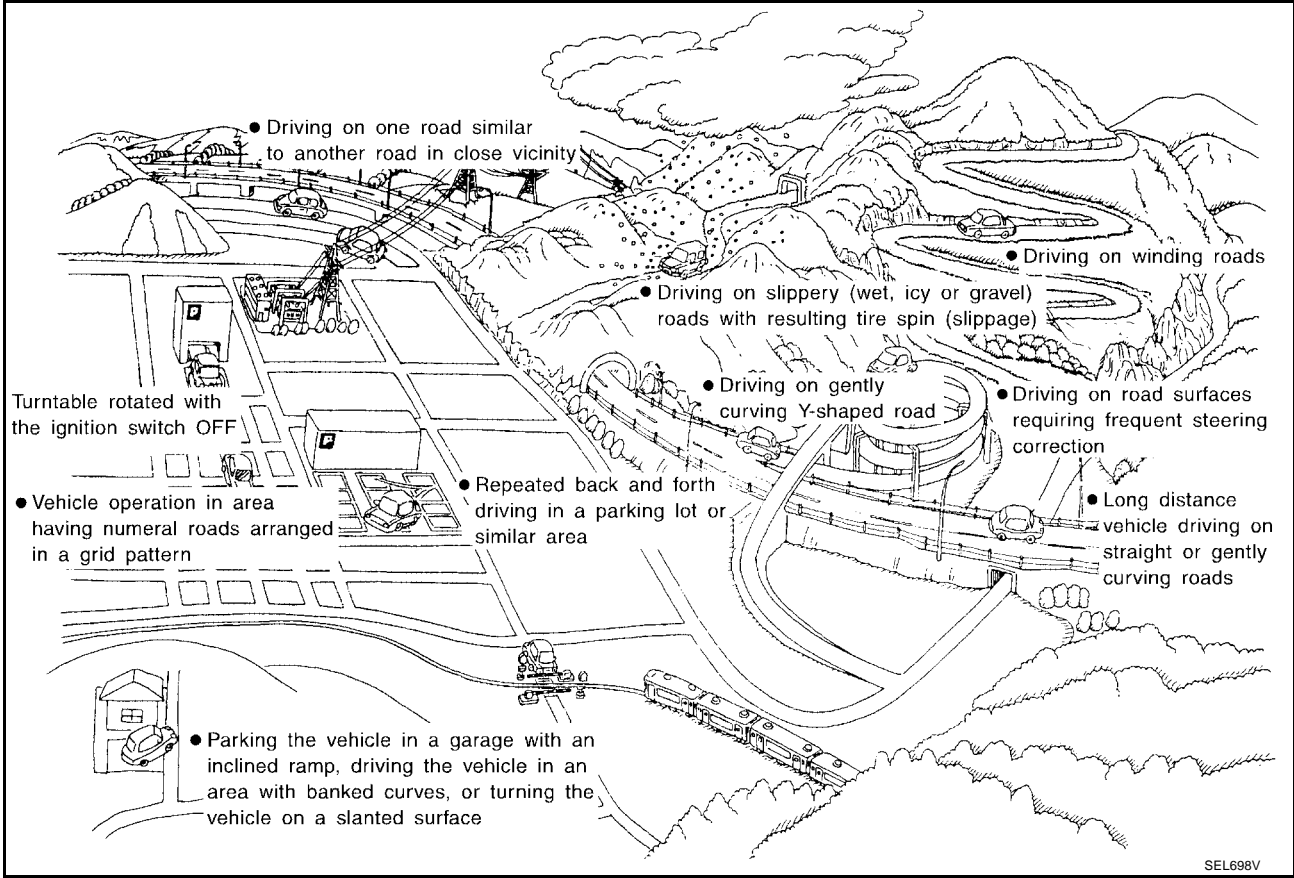 ● Driving on one road similar
to another road in close vicinity
● Driving on winding roads
● Driving on slippery (wet, icy or gravel)
roads with resulting tire spin (slippage)
● Driving on gently
curving Y-shaped road
● Driving on road surfaces
requiring frequent steering
correction
Turntable rotated with
the ignition switch OFF
P
P
● Vehicle operation in area
having numeral roads arranged
in a grid pattern
● Repeated back and forth
driving in a parking lot or
similar area
● Long distance
vehicle driving on
straight or gently
curving roads
● Parking the vehicle in a garage with an
inclined ramp, driving the vehicle in an
area with banked curves, or turning the
vehicle on a slanted surface
SEL698V